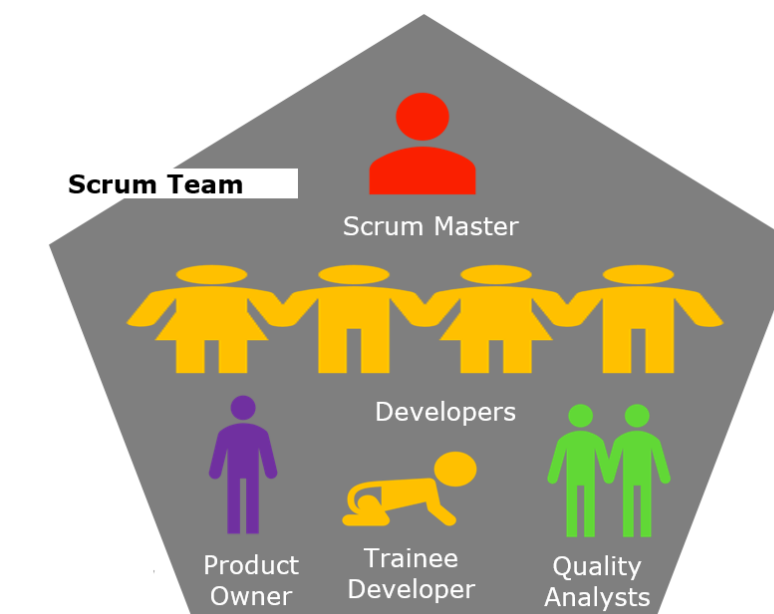 Scrum Team
Scrum Master
Developers
Product
Owner
Trainee
Developer
Quality
Analysts